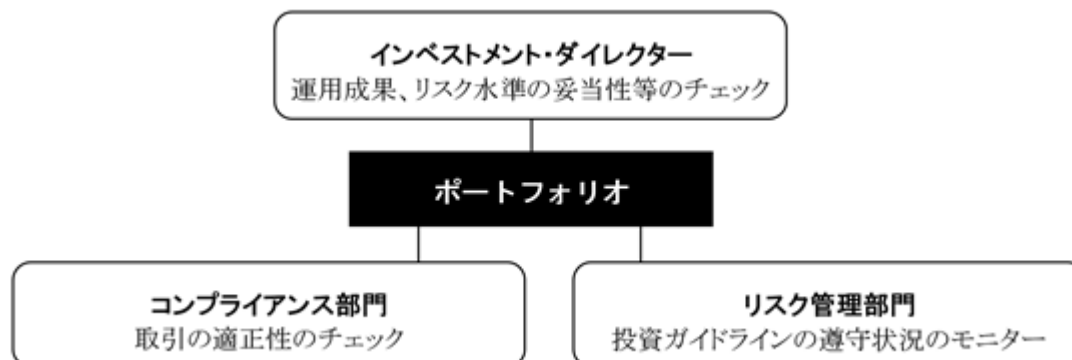 インベストメント・ダイレクター
運用成果、リスク水準の妥当性等のチェック
ポートフォリオ
コンプライアンス部門
取引の適正性のチェック
リスク管理部門
投資ガイドラインの遵守状況のモニター